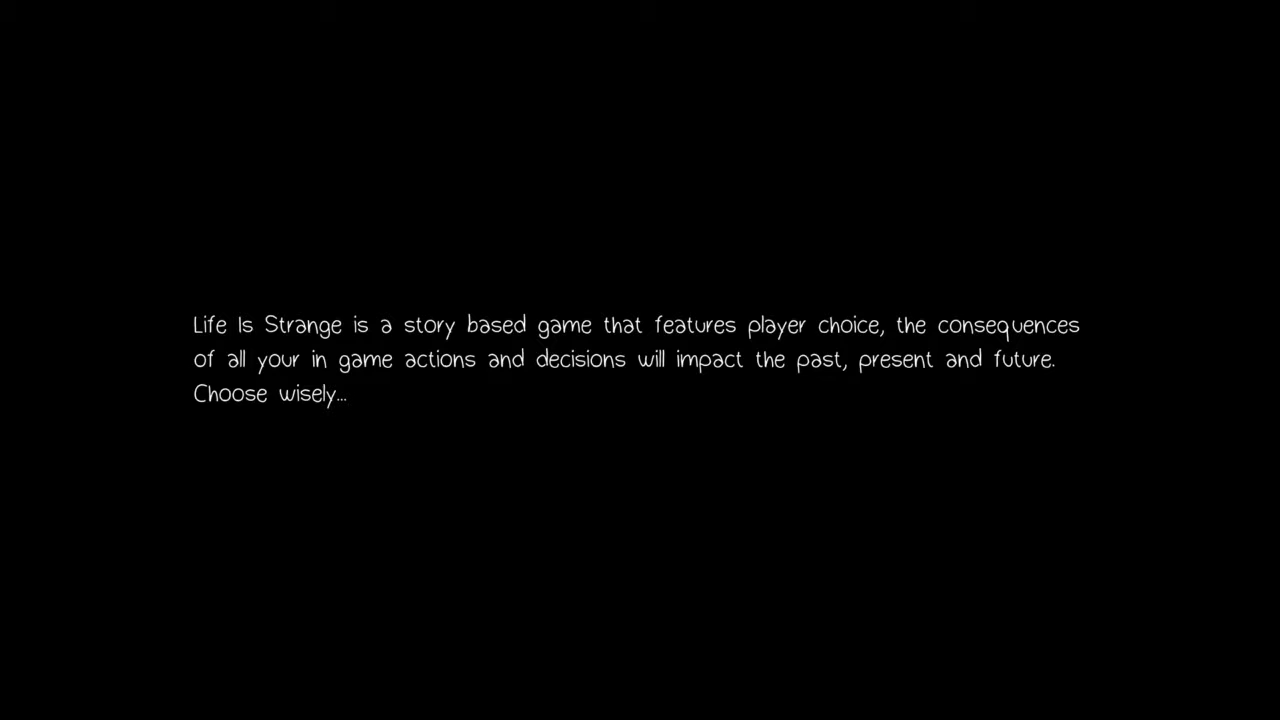 Life Is Strange is a story based game that features player choice, the consequences
of all your in game actions and decisions will impact the past, present and future.
Choose wisely...